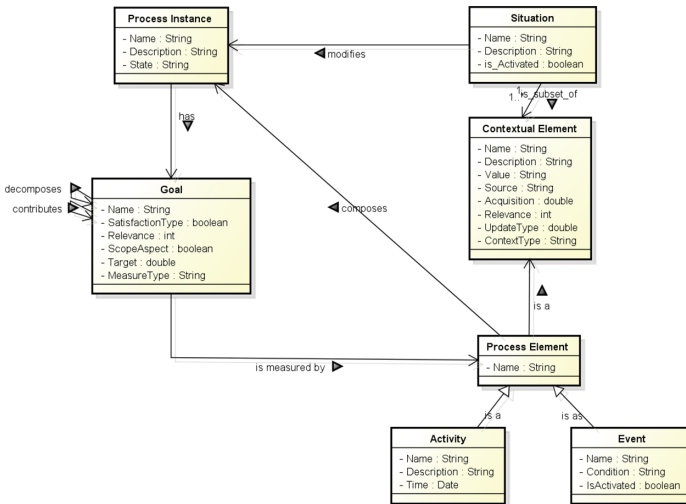 Process Instance
- Name : String
- Description : String
- State : String
Situation
- Name : String
- Description : String
- is_Activated : boolean
modifies
has
1
1..*
is_subset_of
Contextual Element
- Name : String
- Description : String
- Value : String
- Source : String
- Acquisition : double
- Relevance : int
- UpdateType : double
- ContextType : String
decomposes
contributes
Goal
- Name : String
- SatisfactionType : boolean
- Relevance : int
- ScopeAspect : boolean
- Target : double
- MeasureType : String
composes
is a
Process Element
- Name : String
is measured by
is a
is as
Activity
- Name : String
- Description : String
- Time : Date
Event
- Name : String
- Condition : String
- IsActivated : boolean